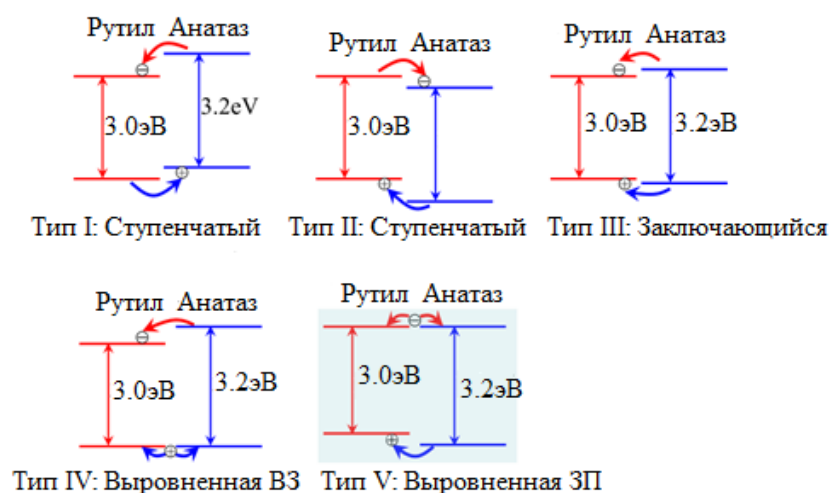 Рутил Анатаз
3.0эВ
3.2eV
Тип I: Ступенчатый
Рутил Анатаз
3.0эВ
Тип II: Ступенчатый
Рутил Анатаз
3.0эВ
3.2эВ
Тип III: Заключающийся
Рутил Анатаз
3.0эВ
3.2эВ
Тип IV: Выровненная ВЗ
Рутил Анатаз
3.0эВ
3.2эВ
Тип V: Выровненная ЗП